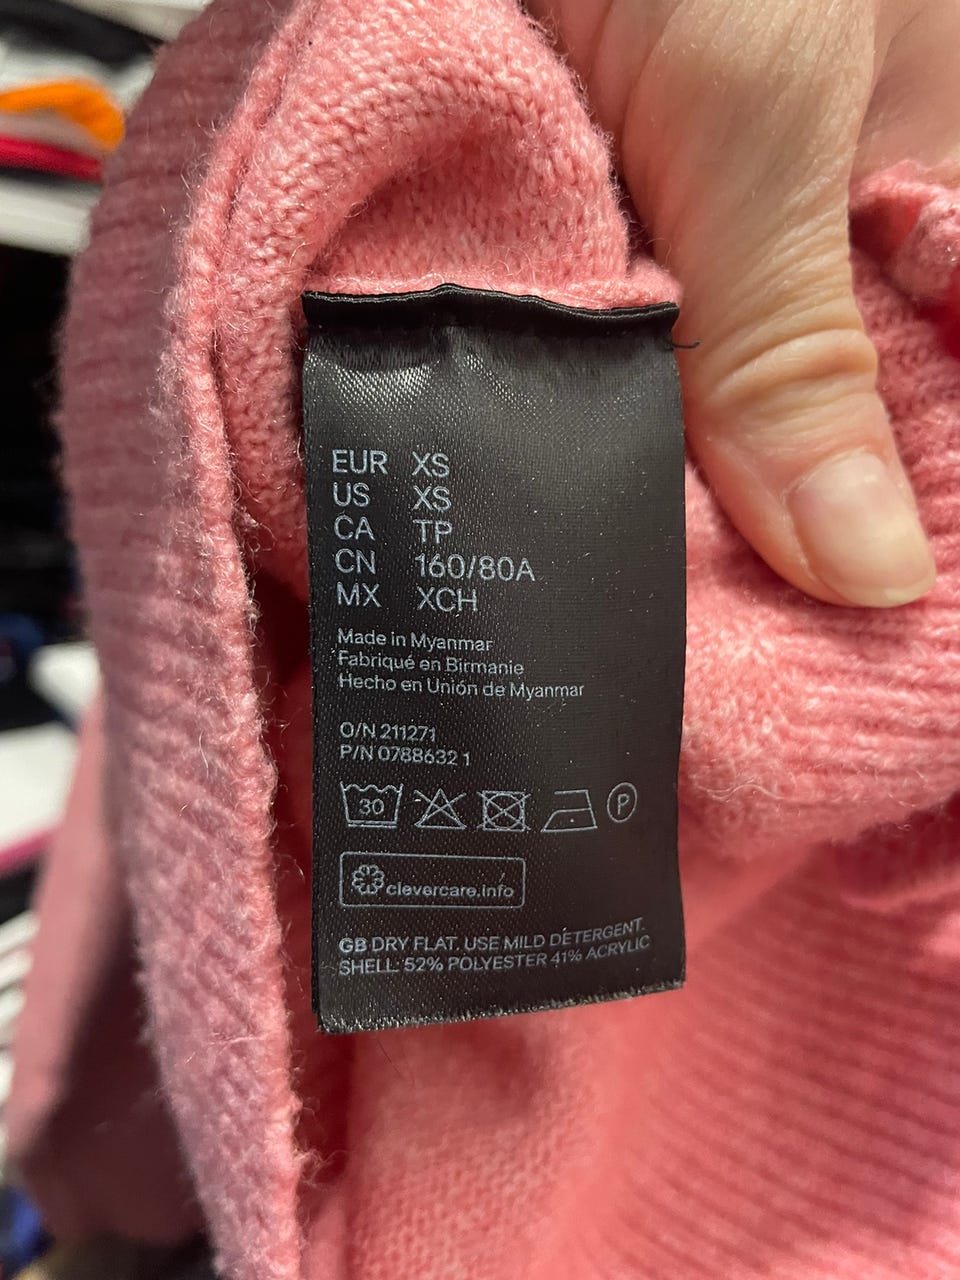 EUR XS
US XS
CA TP
CN 160/80A
MX XCH
Made in Myanmar
Fabriqué en Birmanie
Hecho en Unión de Myanmar
O/N 211271
P/N 0788632 1
30
P
clevercare.info
GB DRY FLAT. USE MILD DETERGENT.
SHELL: 52% POLYESTER 41% ACRYLIC